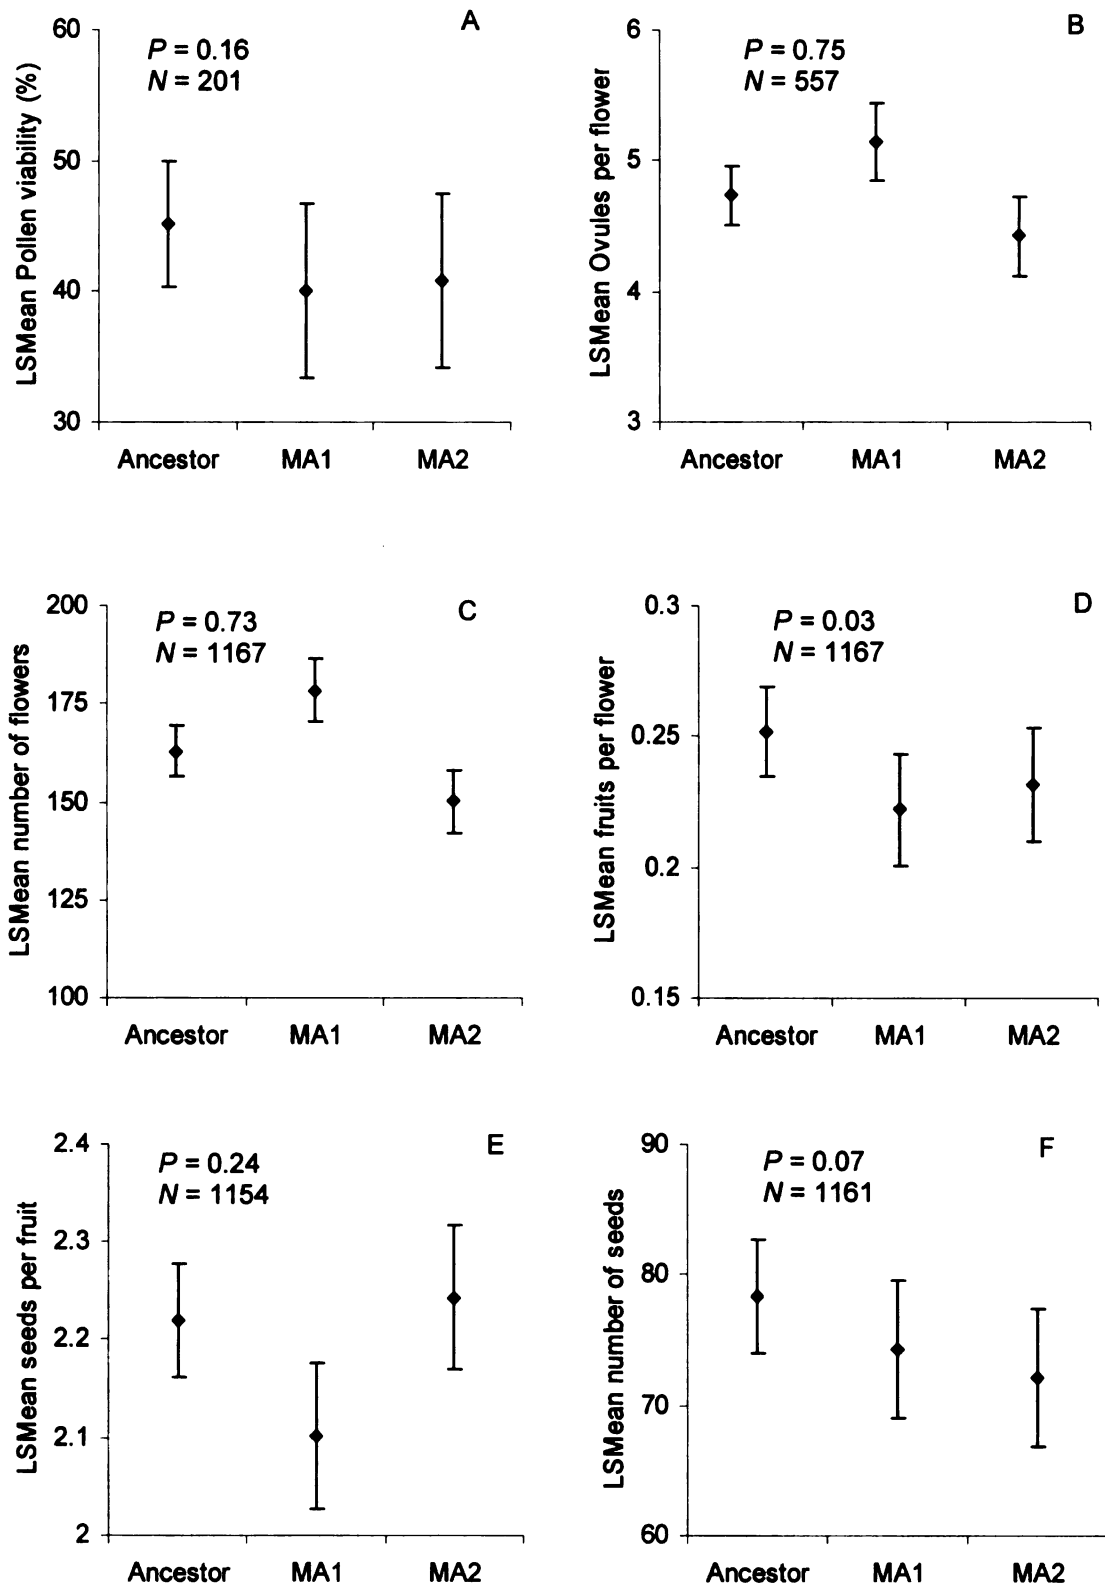 A
P = 0.16
N = 201
LSMean Pollen viability (%)
60
50
40
30
Ancestor MA1 MA2
B
P = 0.75
N = 557
LSMean Ovules per flower
6
5
4
3
Ancestor MA1 MA2
C
P = 0.73
N = 1167
LSMean number of flowers
200
175
150
125
100
Ancestor MA1 MA2
D
P = 0.03
N = 1167
LSMean fruits per flower
0.3
0.25
0.2
0.15
Ancestor MA1 MA2
E
P = 0.24
N = 1154
LSMean seeds per fruit
2.4
2.3
2.2
2.1
2
Ancestor MA1 MA2
F
P = 0.07
N = 1161
LSMean number of seeds
90
80
70
60
Ancestor MA1 MA2